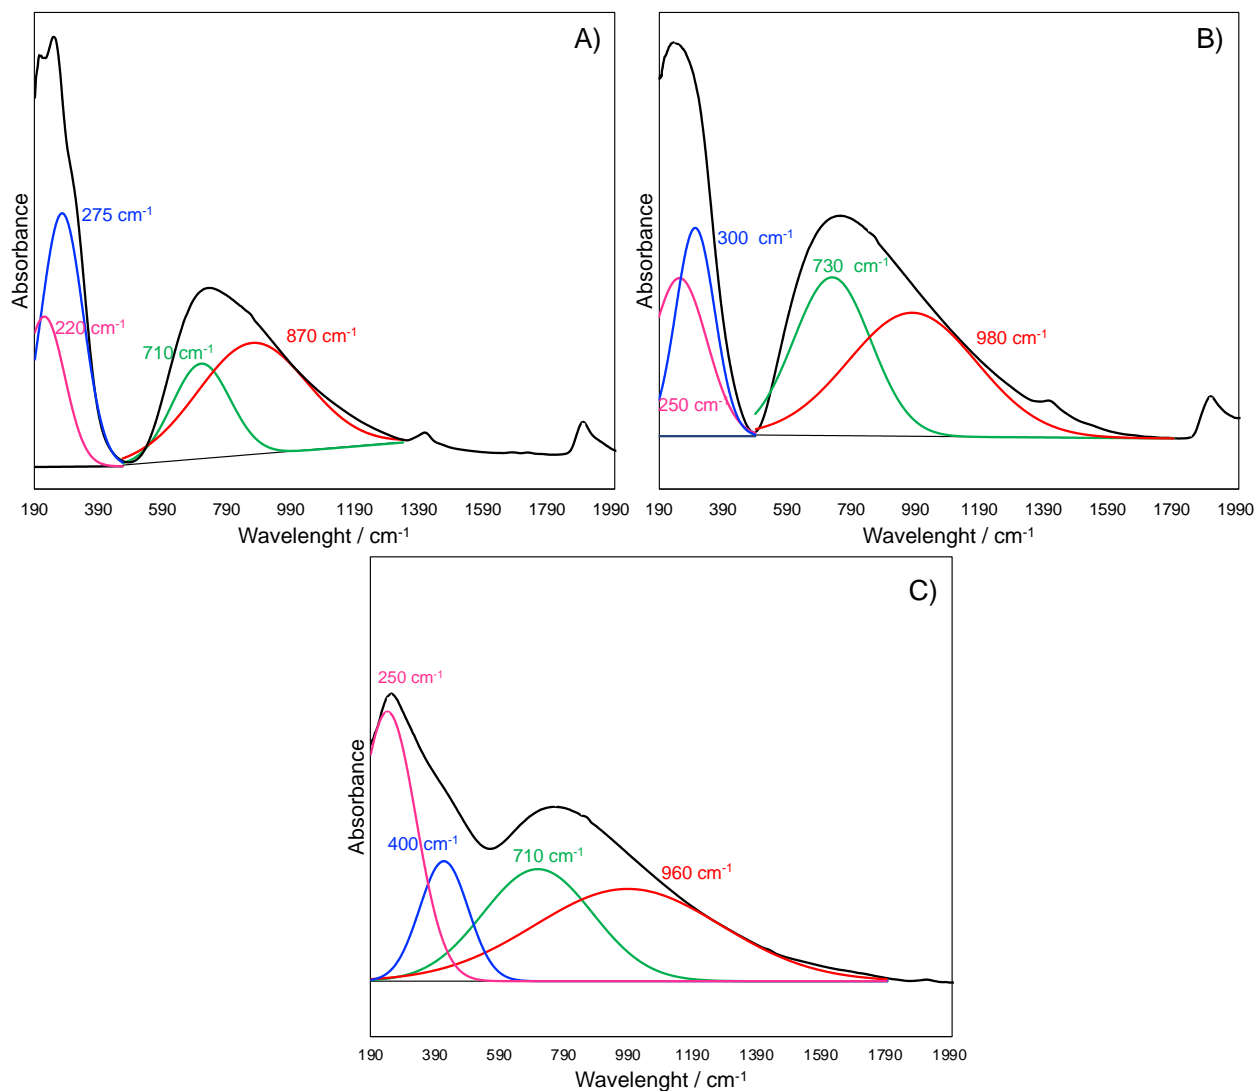 A)
Absorbance
275 cm-1
220 cm-1
710 cm-1
870 cm-1
190 390 590 790 990 1190 1390 1590 1790 1990
Wavelenght / cm-1
B)
Absorbance
300 cm-1
730 cm-1
250 cm-1
980 cm-1
190 390 590 790 990 1190 1390 1590 1790 1990
Wavelenght / cm-1
C)
Absorbance
250 cm-1
400 cm-1
710 cm-1
960 cm-1
190 390 590 790 990 1190 1390 1590 1790 1990
Wavelenght / cm-1